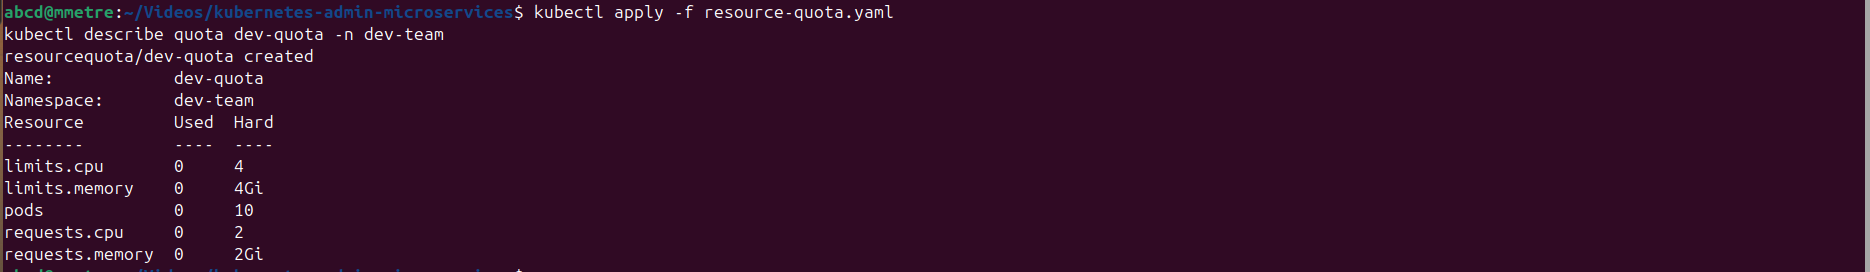 abcd@mmetre:~/Videos/kubernetes-admin-microservices$ kubectl apply -f resource-quota.yaml
kubectl describe quota dev-quota -n dev-team
resourcequota/dev-quota created
Name:            dev-quota
Namespace:       dev-team
Resource         Used  Hard
--------         ----  ----
limits.cpu       0     4
limits.memory    0     4Gi
pods             0     10
requests.cpu     0     2
requests.memory  0     2Gi